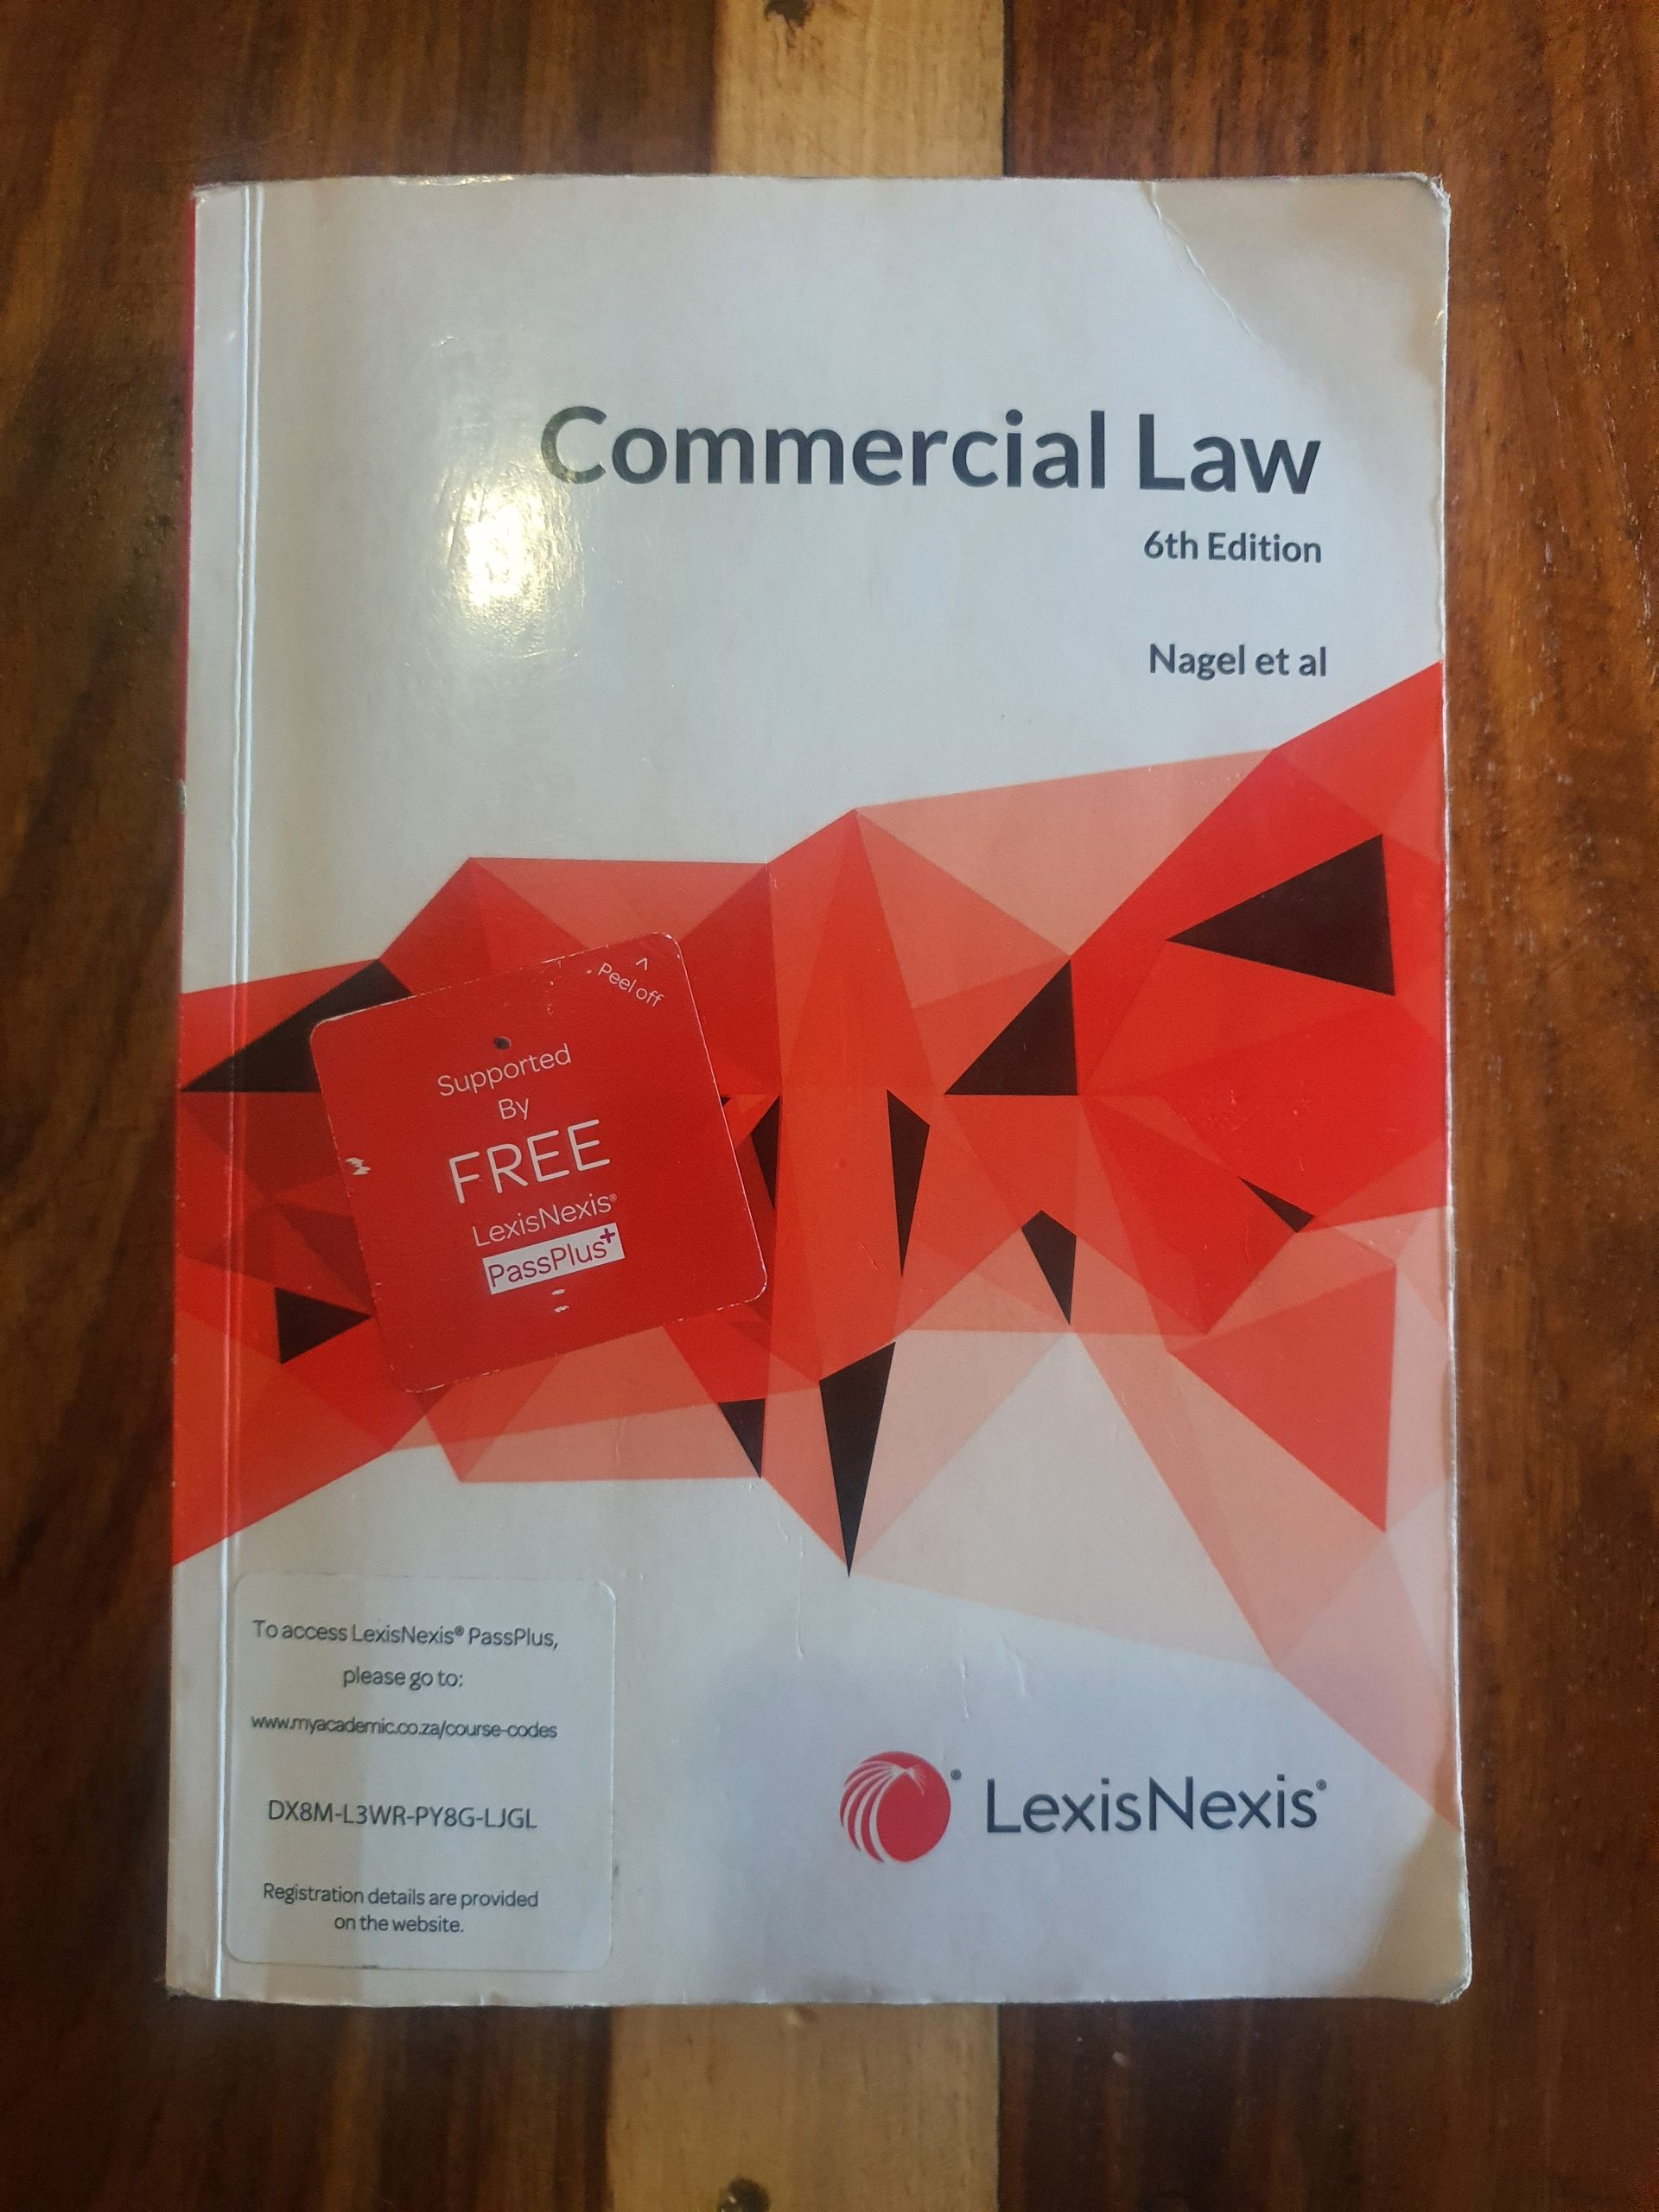 Commercial Law
6th Edition
Nagel et al
^
Peel off
Supported
By
FREE
LexisNexis®
PassPlus+
To access LexisNexis® PassPlus,
please go to:
www.myacademic.co.za/course-codes
DX8M-L3WR-PY8G-LJGL
Registration details are provided
on the website.
® LexisNexis®